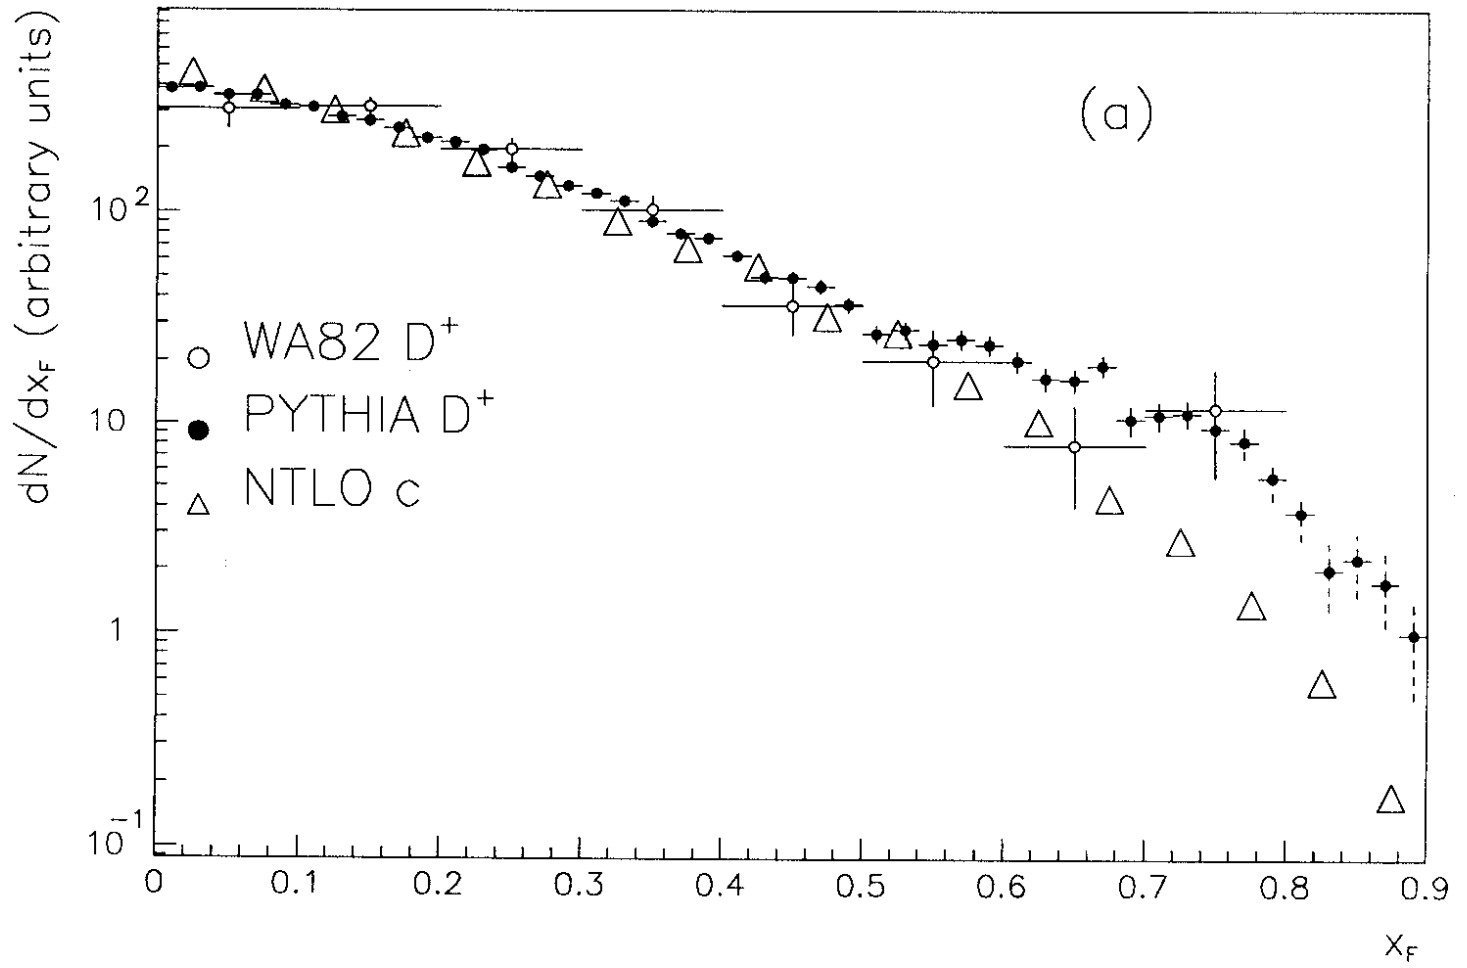 dN/dx_F (arbitrary units)
(a)
10^2
10
1
10^-1
WA82 D^+
PYTHIA D^+
NTLO c
0 0.1 0.2 0.3 0.4 0.5 0.6 0.7 0.8 0.9
x_F